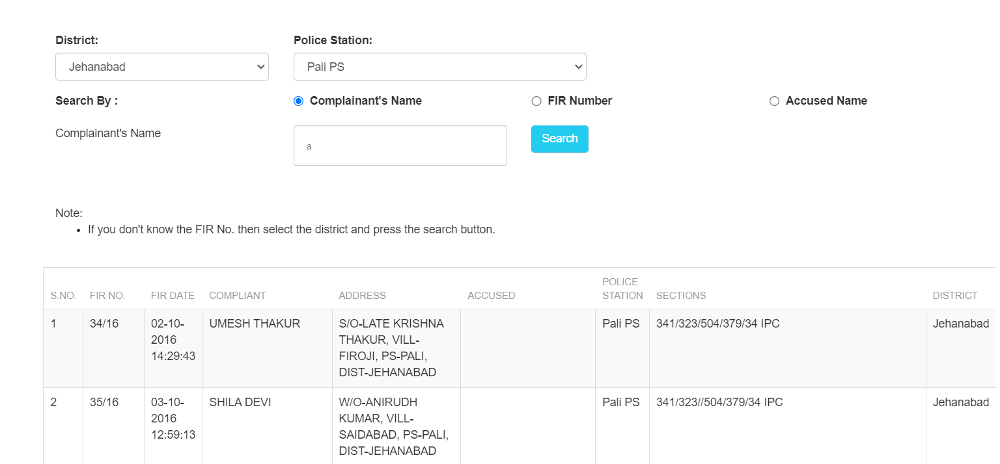 District:
Police Station:
Jehanabad
Pali PS
Search By :
Complainant's Name
FIR Number
Accused Name
Complainant's Name
a
Search
Note:
If you don't know the FIR No. then select the district and press the search button.
S.NO.
FIR NO.
FIR DATE
COMPLIANT
ADDRESS
ACCUSED
POLICE
STATION
SECTIONS
DISTRICT
1
34/16
02-10-
2016
14:29:43
UMESH THAKUR
S/O-LATE KRISHNA
THAKUR, VILL-
FIROJI, PS-PALI,
DIST-JEHANABAD
Pali PS
341/323/504/379/34 IPC
Jehanabad
2
35/16
03-10-
2016
12:59:13
SHILA DEVI
W/O-ANIRUDH
KUMAR, VILL-
SAIDABAD, PS-PALI,
DIST-JEHANABAD
Pali PS
341/323//504/379/34 IPC
Jehanabad